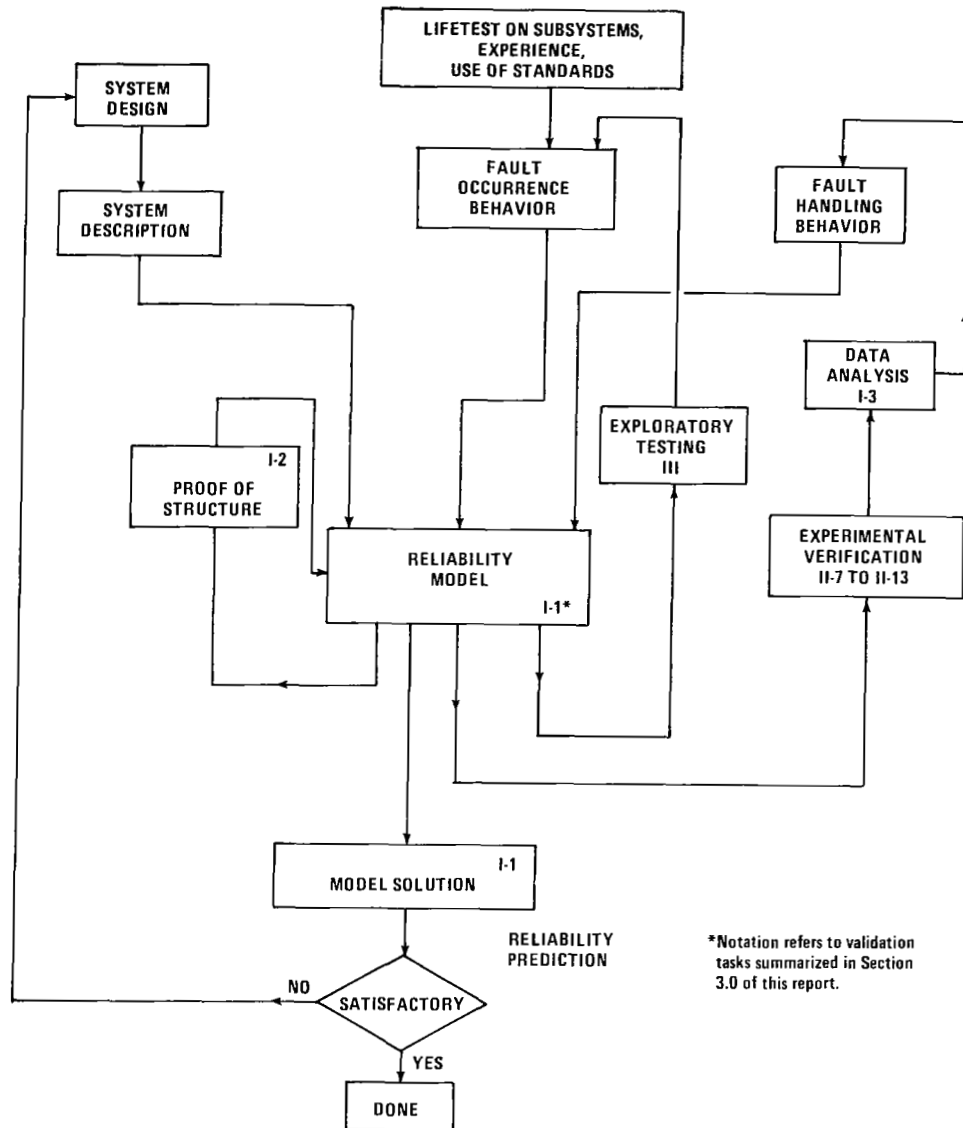 LIFETEST ON SUBSYSTEMS,
EXPERIENCE,
USE OF STANDARDS
SYSTEM
DESIGN
FAULT
OCCURRENCE
BEHAVIOR
FAULT
HANDLING
BEHAVIOR
SYSTEM
DESCRIPTION
DATA
ANALYSIS
I-3
EXPLORATORY
TESTING
III
I-2
PROOF OF
STRUCTURE
RELIABILITY
MODEL
I-1*
EXPERIMENTAL
VERIFICATION
II-7 TO II-13
I-1
MODEL SOLUTION
RELIABILITY
PREDICTION
*Notation refers to validation
tasks summarized in Section
3.0 of this report.
NO
SATISFACTORY
YES
DONE